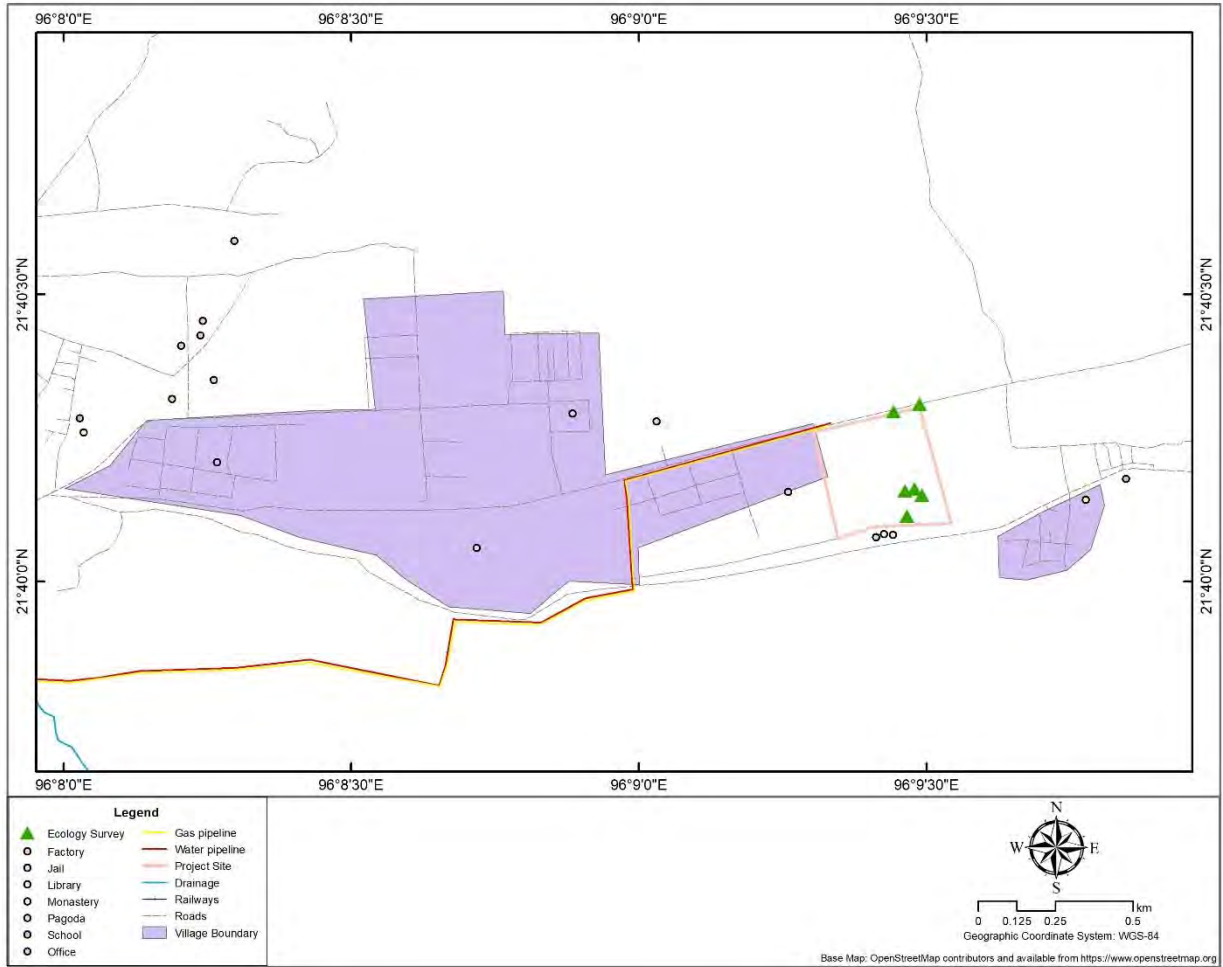 96°8'0"E 96°8'30"E 96°9'0"E 96°9'30"E
21°40'30"N 21°40'30"N
21°40'0"N 21°40'0"N
96°8'0"E 96°8'30"E 96°9'0"E 96°9'30"E
Legend
Ecology Survey
Factory
Jail
Library
Monastery
Pagoda
School
Office
Gas pipeline
Water pipeline
Project Site
Drainage
Railways
Roads
Village Boundary
N
W E
S
km
0 0.125 0.25 0.5
Geographic Coordinate System: WGS-84
Base Map: OpenStreetMap contributors and available from https://www.openstreetmap.org